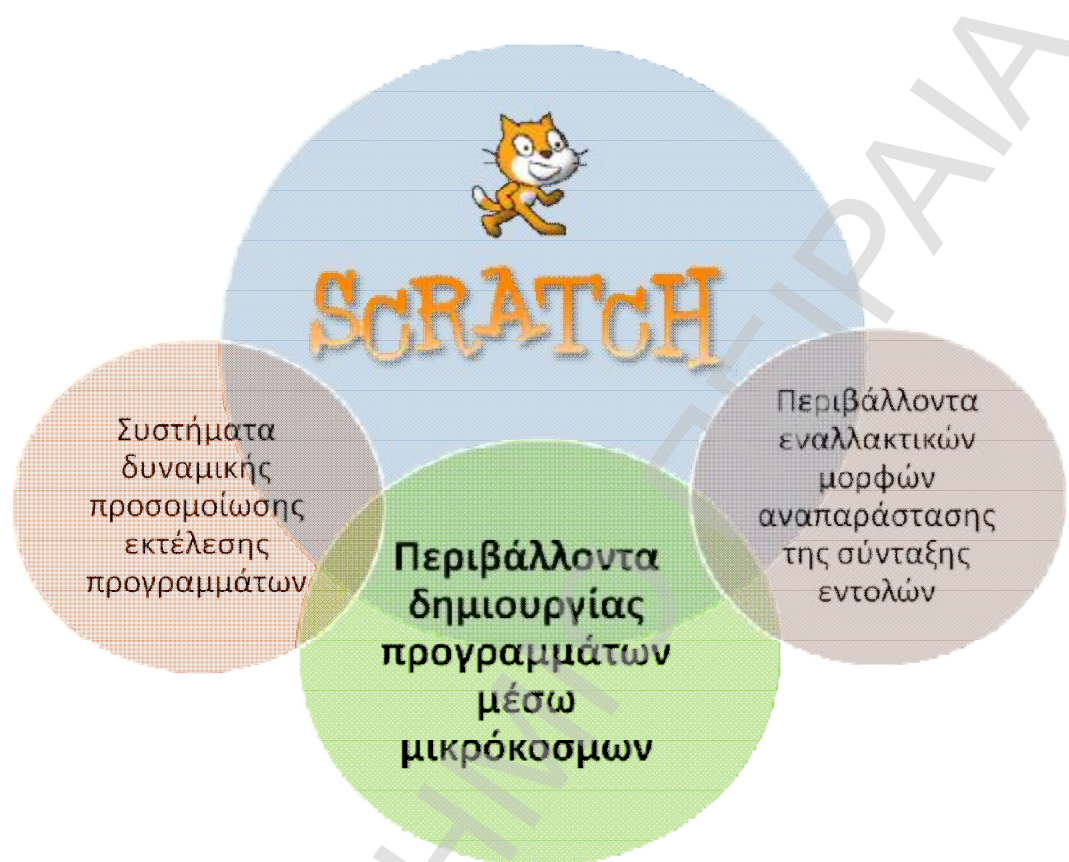 SCRATCH
Συστήματα
δυναμικής
προσομοίωσης
εκτέλεσης
προγραμμάτων
Περιβάλλοντα
δημιουργίας
προγραμμάτων
μέσω
μικρόκοσμων
Περιβάλλοντα
εναλλακτικών
μορφών
αναπαράστασης
της σύνταξης
εντολών